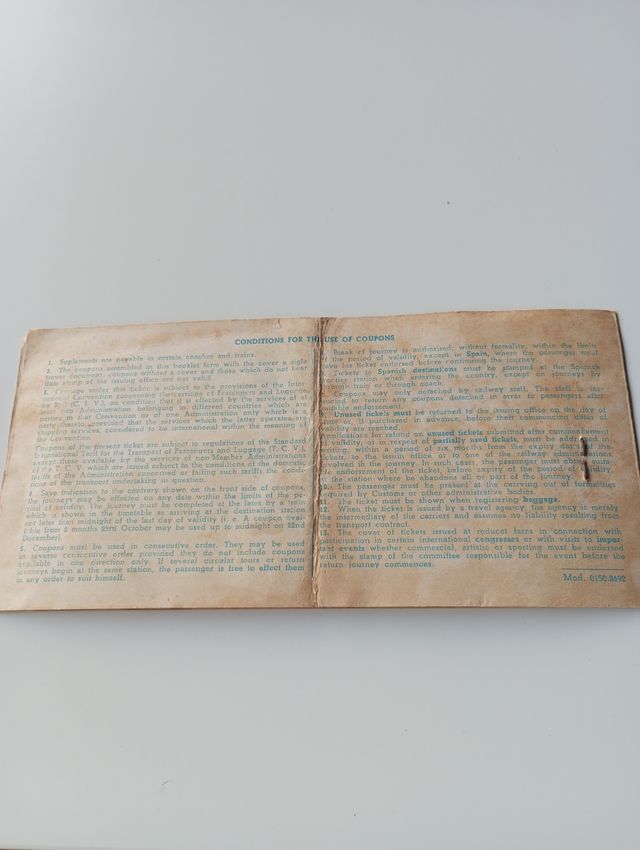 CONDITIONS FOR TH USE OF COUPONS
1. Suplements are payable in certain coaches and trains.
2. The coupons assembled in this booklet form with the cover a sigle
travel document, coupons without a cover and those which do not bear
date stamp of the issuing office are not valid.
3. Carriage under this ticket is subject to the provisions of the Inter-
national Convention concerning the carriage of Passengers and Luggage
by Rail (C. I. V.), on condition that it is effected by the services of at
least two Administration belonging to different countries which are
parties to that Convention or of one Administration only which is a
party thereto provided that the services which the latter operates are
shipping services, considered to be international within the meaning of
the Convention.
Coupons of the present ticket are subject to regulations of the Standard
International Tarif for the Transport of Passengers and Luggage (T. C. V.),
except those available by the services of non-Member Administrations
of T. C. V. which are issued subject to the conditions of the domestic
tariffs of the Administration concerned or failing such tariffs the condi-
tions of the transport undertaking in question.
4. Save indication to the contrary shown on the front side of coupons,
the journeys may be effected on any date within the limits of the pe-
riod of validity. The journey must be completed at the latest by a train
which is shown in the timetable as arriving at the destination station
not later than midnight of the last day of validity (i. e. A coupon avai-
lable from 2 months 23rd October may be used up to midnight on 22nd
December).
5. Coupons must be used in consecutive order. They may be used
in reverse consecutive order provided they do not include coupons
available in one direction only. If several circular tours or return
journeys begin at the same station, the passenger is free to effect them
in any order to suit himself.
Break of journey is authorised, without formality, within the limits
the period of validity, except in Spain, where the passenger must
have his ticket endorsed before continuing the journey.
Tickets in Spanish destinations must be stamped at the Spanish
station when entering the country, except on journeys by
through train or through coach.
Coupons may only detached by railway staff. The staff is ins-
to return any coupons detached in error to passengers after
suitable endorsement.
Unused tickets must be returned to the issuing office on the day of
or, if purchased in advance, before their commencing dates of
validity are reached.
Applications for refund on unused tickets submitted after commencement
of validity, or in respect of partially used tickets, must be addressed in
writing, within a period of six months from the expiry date of the
tickets, to the issuin office or to one of the railway administrations
involved in the journey. In such cases, the passenger must obtain suita-
ble endorsement of the ticket, before expiry of the period of validity,
at the station where he abandons all or part of the journey.
10. The passenger must be present at the carrying out of formalities
required by Customs or other administrative bodies.
11. The ticket must be shown when registering baggage.
12. When the ticket is issued by a travel agency, the agency is merely
the intermediary of the carriers and assumes no liability resulting from
the transport contract.
13. The cover of tickets issued at reducet fares in connection with
participation in certain international congresses or with visits to impor-
tant events whether commercial, artistic or sporting must be endorsed
with the stamp of the committee responsible for the event before the
return journey commences.
Mod. 0150.8692